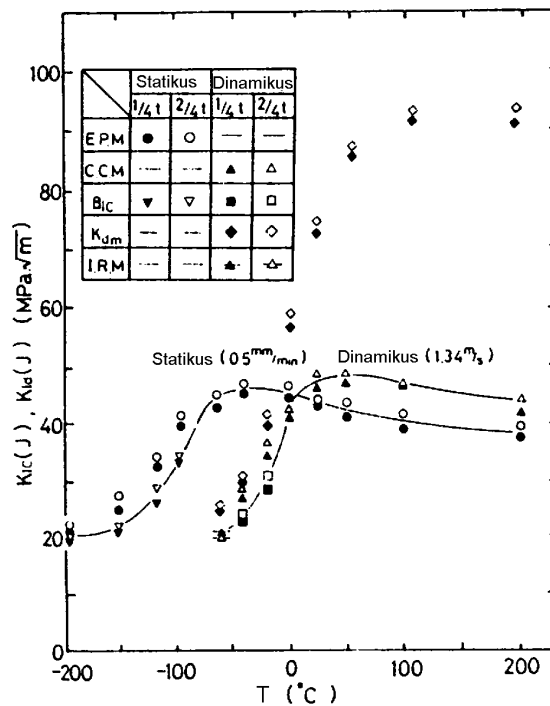 100
80
60
40
20
0
K_IC(J), K_Id(J) (MPa.√m)
Statikus Dinamikus
1/4 t 2/4 t 1/4 t 2/4 t
E.P.M
C.C.M
B_IC
K_dm
I.R.M
Statikus (0.5 mm/min)
Dinamikus (1.34 m/s)
-200 -100 0 100 200
T (°C)